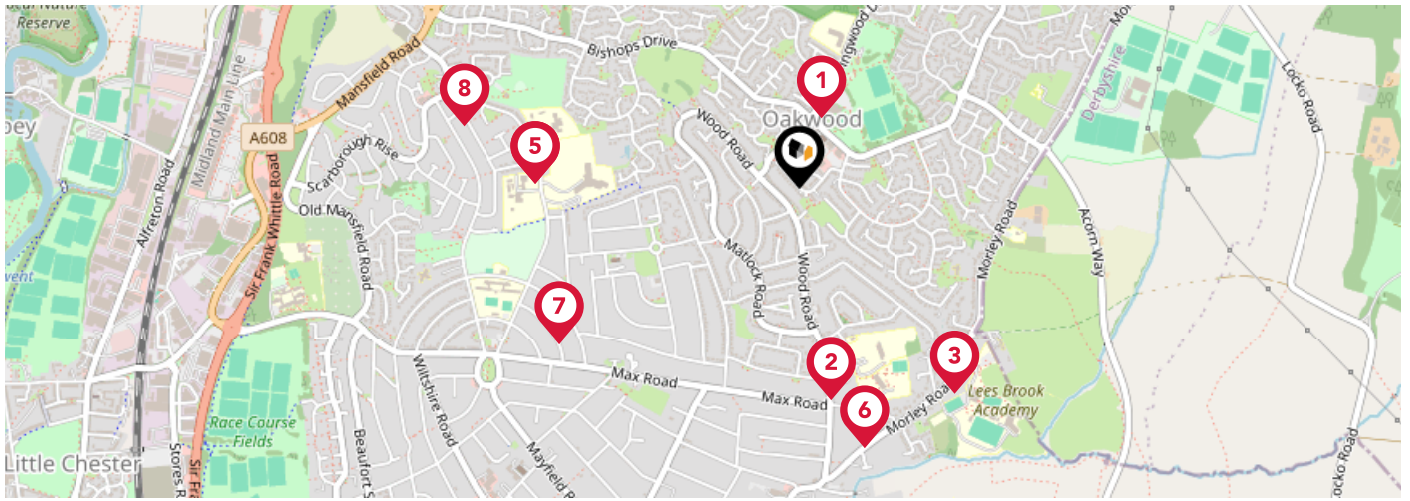 Reserve
Mansfield Road
Bishops Drive
1
8
Oakwood
Wood Road
Derbyshire
Locko Road
A608
Midland Main Line
5
Scarborough Rise
Old Mansfield Road
Alfreton Road
Sir Frank Whittle Road
Matlock Road
Wood Road
Morley Road
Acorn Way
7
2
3
Lees Brook
Academy
Max Road
Max Road
6
Morley Road
Wiltshire Road
Race Course
Fields
Little Chester
Mayfield R
Locko Road